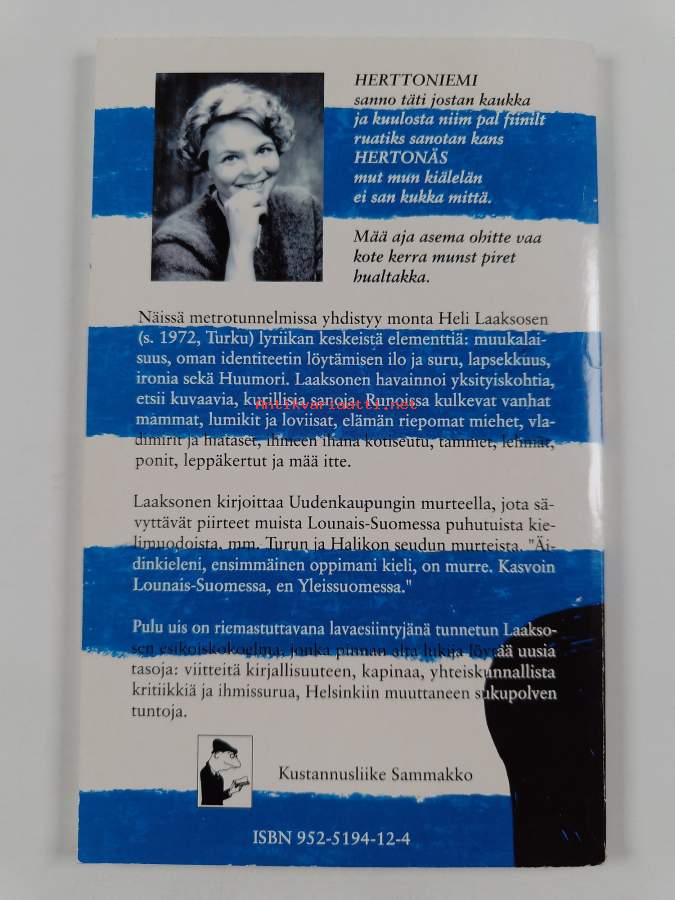 HERTTONIEMI
sanno täti jostan kaukka
ja kuulosta niim pal fiinilt
ruatiks sanotan kans
HERTONÄS
mut mun kiälelän
ei san kukka mittä.
Mää aja asema ohitte vaa
kote kerra munst piret
hualtakka.
Näissä metrotunnelmissa yhdistyy monta Heli Laaksosen
(s. 1972, Turku) lyriikan keskeistä elementtiä: muukalai-
suus, oman identiteetin löytämisen ilo ja suru, lapsekkuus,
ironia sekä Huumori. Laaksonen havainnoi yksityiskohtia,
etsii kuvaavia, kurillisia sanoja. Runoissa kulkevat vanhat
Antikvariaatti.net
mammat, lumikit ja loviisat, elämän riepomat miehet, vla-
dimirit ja hiataset, ihmeen ihana kotiseutu, tammet, lehmät,
ponit, leppäkertut ja mää itte.
Laaksonen kirjoittaa Uudenkaupungin murteella, jota sä-
vyttävät piirteet muista Lounais-Suomessa puhutuista kie-
limuodoista, mm. Turun ja Halikon seudun murteista. "Äi-
dinkieleni, ensimmäinen oppimani kieli, on murre. Kasvoin
Lounais-Suomessa, en Yleissuomessa."
Pulu uis on riemastuttavana lavaesiintyjänä tunnetun Laakso-
sen esikoiskokoelma, jonka pinnan alta lukija löytää uusia
tasoja: viitteitä kirjallisuuteen, kapinaa, yhteiskunnallista
kritiikkiä ja ihmissurua, Helsinkiin muuttaneen sukupolven
tuntoja.
Kustannusliike Sammakko
ISBN 952-5194-12-4